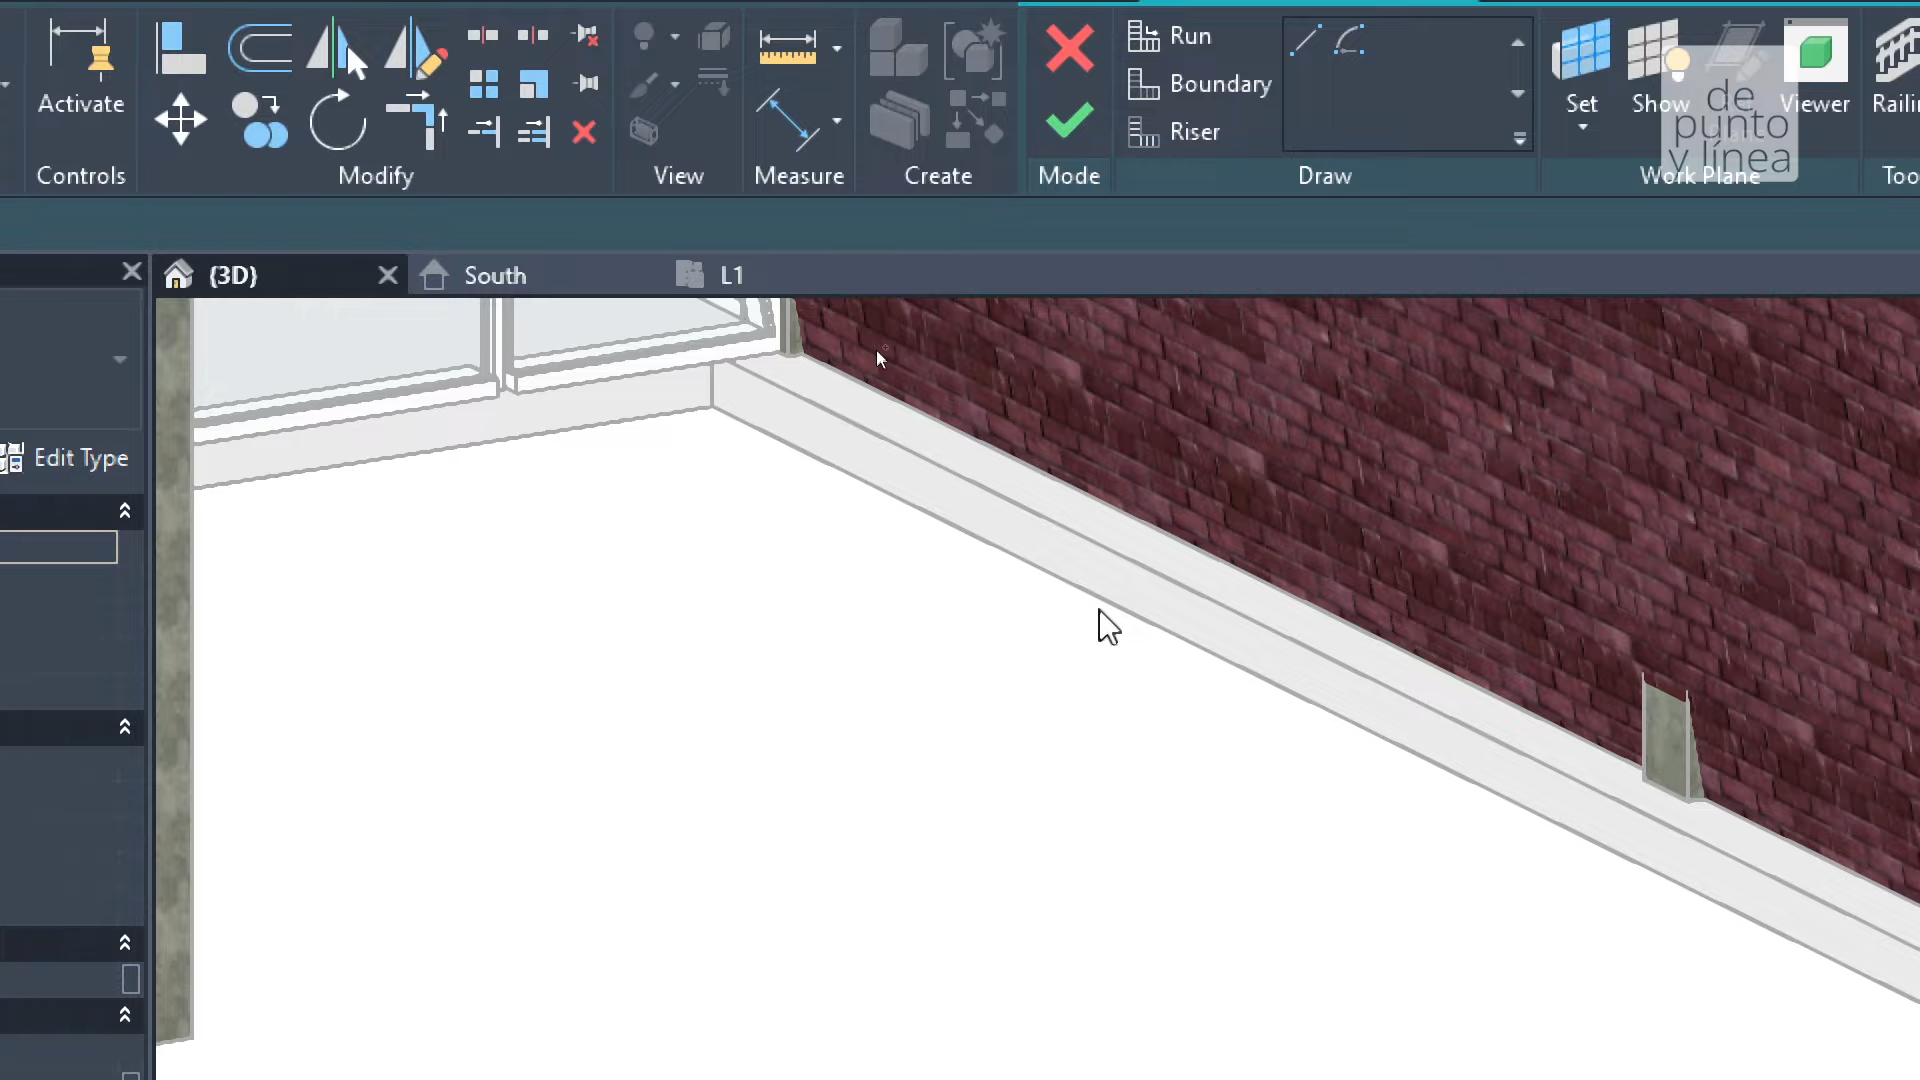 Run
Activate
Boundary
Set
Show
Viewer
Railin
Riser
de
punto
y línea
Controls
Modify
View
Measure
Create
Mode
Draw
Work Plane
Too
{3D}
South
L1
Edit Type